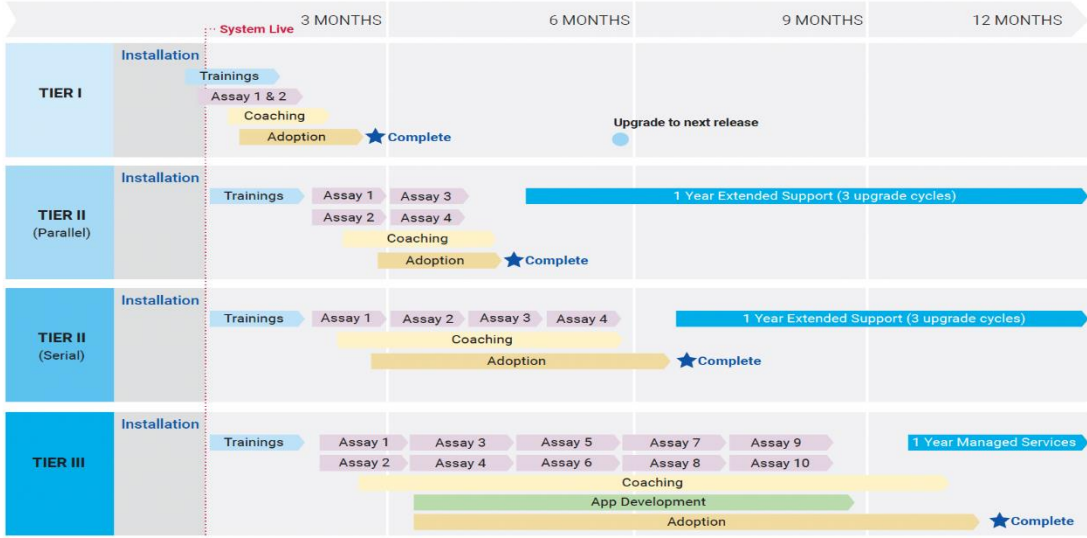 3 MONTHS 6 MONTHS 9 MONTHS 12 MONTHS
System Live
TIER I
Installation
Trainings
Assay 1 & 2
Coaching
Adoption
Complete
Upgrade to next release
TIER II
(Parallel)
Installation
Trainings Assay 1 Assay 3 1 Year Extended Support (3 upgrade cycles)
Assay 2 Assay 4
Coaching
Adoption Complete
TIER II
(Serial)
Installation
Trainings Assay 1 Assay 2 Assay 3 Assay 4 1 Year Extended Support (3 upgrade cycles)
Coaching
Adoption Complete
TIER III
Installation
Trainings Assay 1 Assay 3 Assay 5 Assay 7 Assay 9 1 Year Managed Services
Assay 2 Assay 4 Assay 6 Assay 8 Assay 10
Coaching
App Development
Adoption Complete